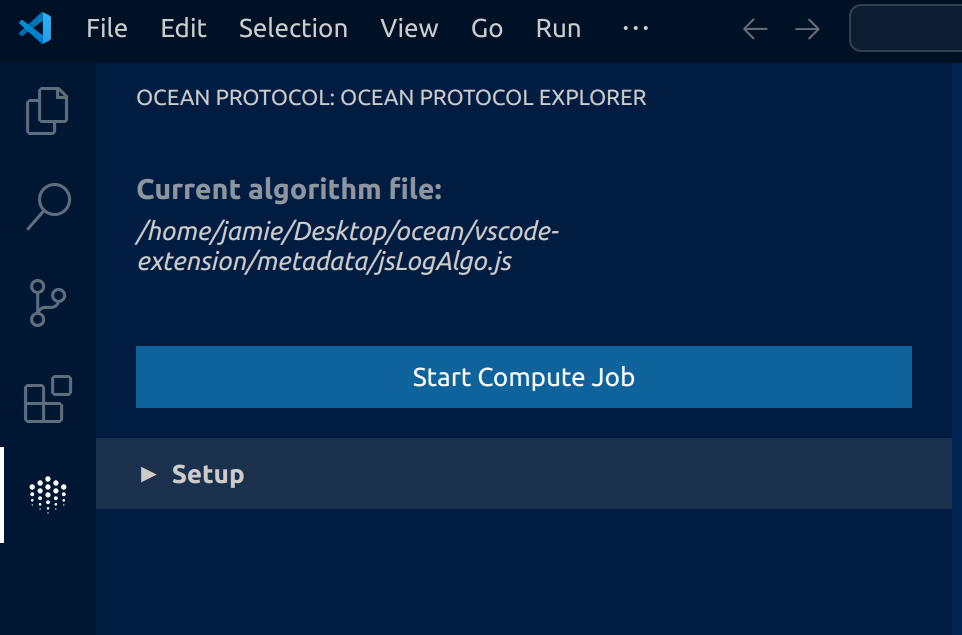 File Edit Selection View Go Run ···
OCEAN PROTOCOL: OCEAN PROTOCOL EXPLORER
Current algorithm file:
/home/jamie/Desktop/ocean/vscode-
extension/metadata/jsLogAlgo.js
Start Compute Job
Setup